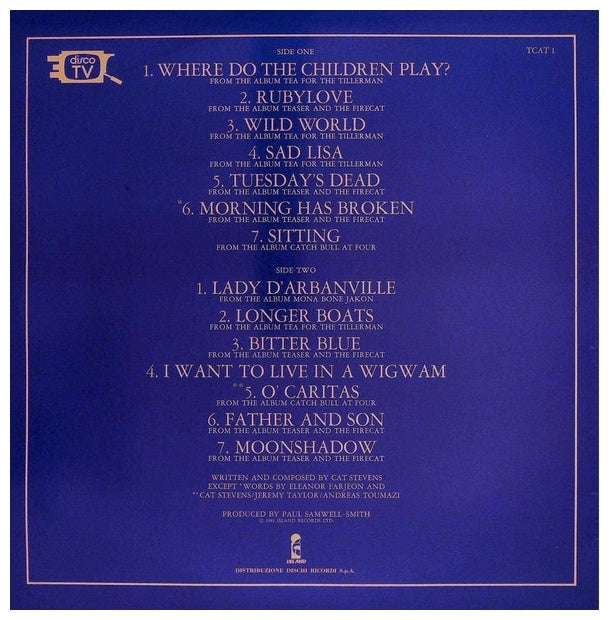 disco
TV
SIDE ONE
TCAT 1
1. WHERE DO THE CHILDREN PLAY?
FROM THE ALBUM TEA FOR THE TILLERMAN
2. RUBYLOVE
FROM THE ALBUM TEASER AND THE FIRECAT
3. WILD WORLD
FROM THE ALBUM TEA FOR THE TILLERMAN
4. SAD LISA
FROM THE ALBUM TEA FOR THE TILLERMAN
5. TUESDAY'S DEAD
FROM THE ALBUM TEASER AND THE FIRECAT
*6. MORNING HAS BROKEN
FROM THE ALBUM TEASER AND THE FIRECAT
7. SITTING
FROM THE ALBUM CATCH BULL AT FOUR
SIDE TWO
1. LADY D'ARBANVILLE
FROM THE ALBUM MONA BONE JAKON
2. LONGER BOATS
FROM THE ALBUM TEA FOR THE TILLERMAN
3. BITTER BLUE
FROM THE ALBUM TEASER AND THE FIRECAT
4. I WANT TO LIVE IN A WIGWAM
**5. O' CARITAS
FROM THE ALBUM CATCH BULL AT FOUR
6. FATHER AND SON
FROM THE ALBUM TEASER AND THE FIRECAT
7. MOONSHADOW
FROM THE ALBUM TEASER AND THE FIRECAT
WRITTEN AND COMPOSED BY CAT STEVENS
EXCEPT *WORDS BY ELEANOR FARJEON AND
**CAT STEVENS/JEREMY TAYLOR/ANDREAS TOUMAZI
PRODUCED BY PAUL SAMWELL-SMITH
© 1981 ISLAND RECORDS LTD.
ISLAND
DISTRIBUZIONE DISCHI RICORDI S.p.A.